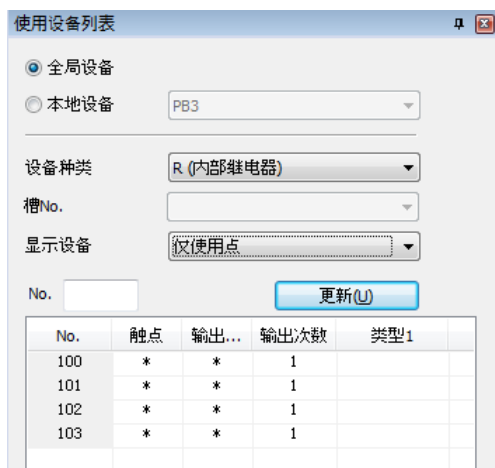 使用设备列表
全局设备
本地设备 PB3
设备种类 R (内部继电器)
槽No.
显示设备 仅使用点
No. 更新(U)
No. 触点 输出... 输出次数 类型1
100 * * 1
101 * * 1
102 * * 1
103 * * 1